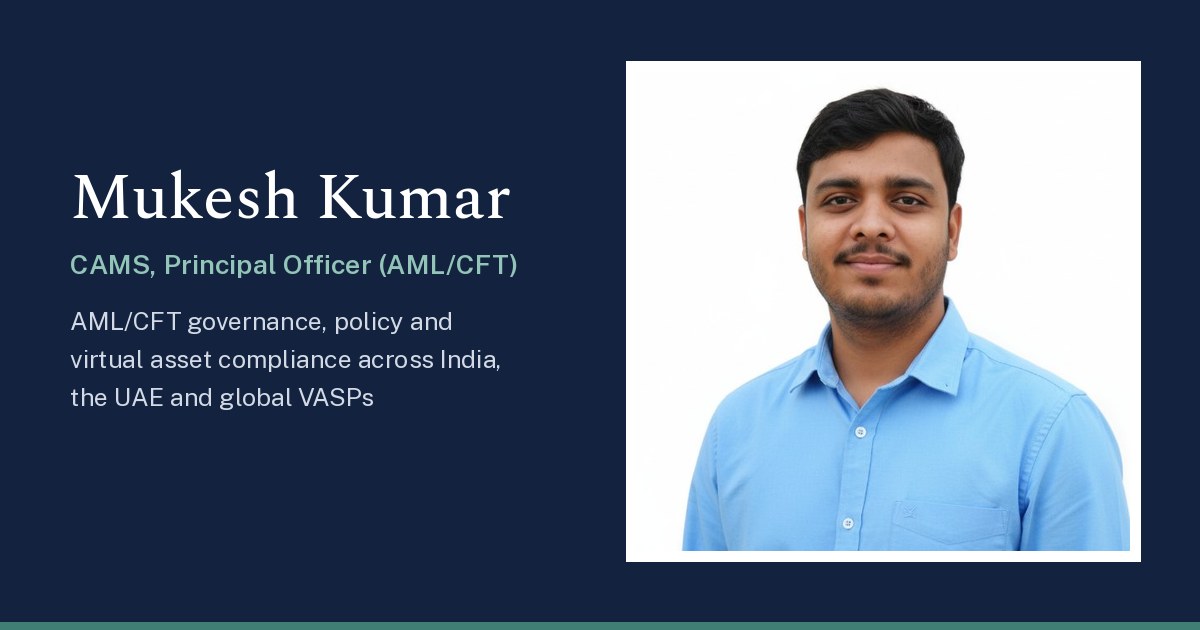 Mukesh Kumar
CAMS, Principal Officer (AML/CFT)
AML/CFT governance, policy and
virtual asset compliance across India,
the UAE and global VASPs